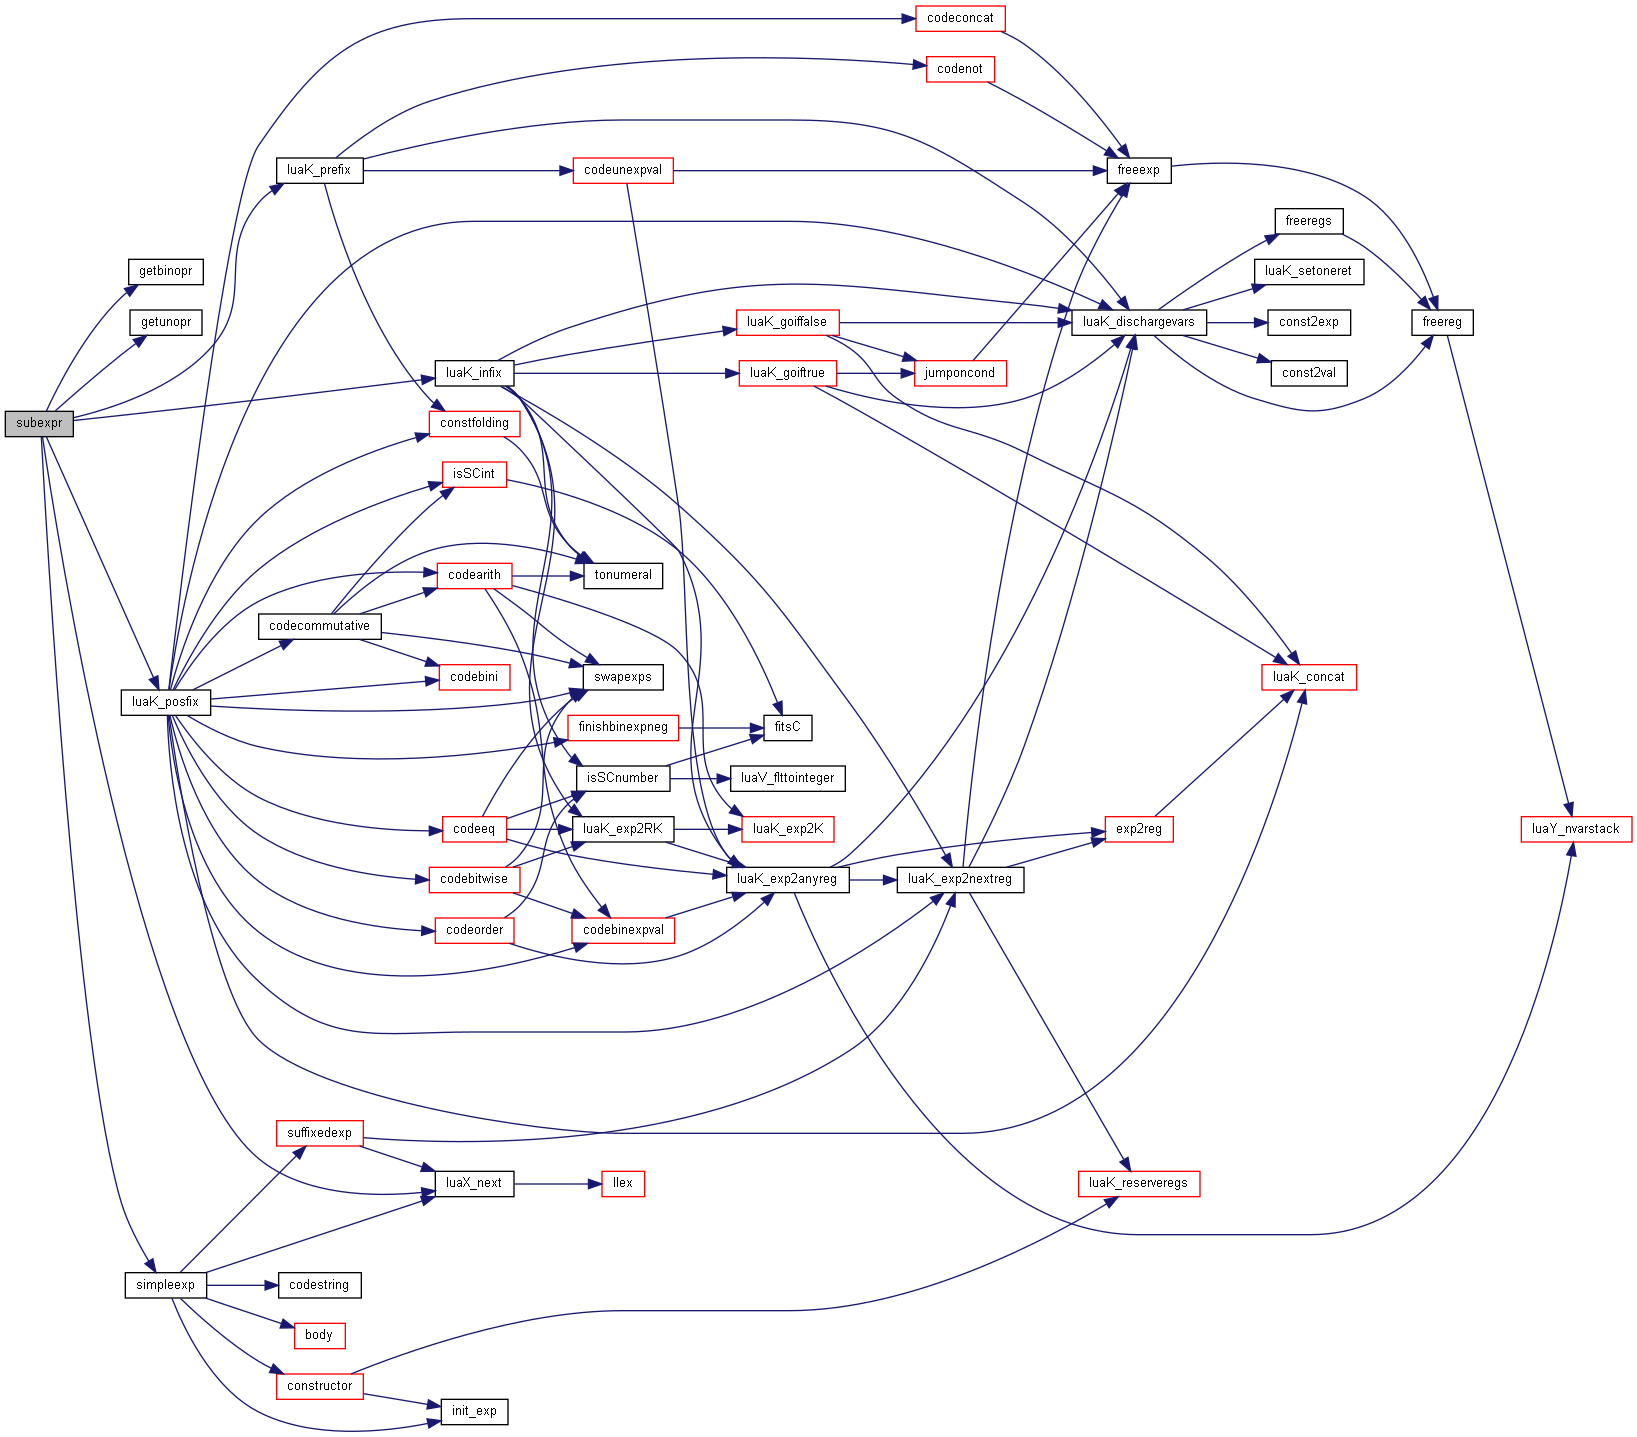 codeconcat
codenot
luaK_prefix
codeunexpval
freeexp
freeregs
getbinopr
luaK_setoneret
getunopr
luaK_goiffalse
luaK_dischargevars
const2exp
freereg
luaK_infix
luaK_goiftrue
jumponcond
const2val
subexpr
constfolding
isSCint
codearith
tonumeral
codecommutative
codebini
swapexps
luaK_concat
luaK_posfix
finishbinexpneg
fitsC
isSCnumber
luaV_flttointeger
codeeq
luaK_exp2RK
luaK_exp2K
exp2reg
luaY_nvarstack
codebitwise
luaK_exp2anyreg
luaK_exp2nextreg
codeorder
codebinexpval
suffixedexp
luaX_next
llex
luaK_reserveregs
simpleexp
codestring
body
constructor
init_exp